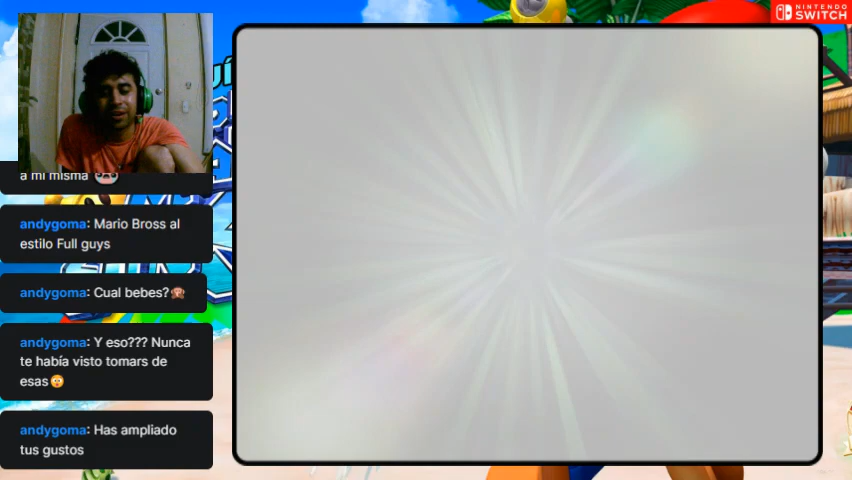 NINTENDO
SWITCH
a mi misma
andygoma: Mario Bross al
estilo Full guys
andygoma: Cual bebes?🙊
andygoma: Y eso??? Nunca
te había visto tomars de
esas😳
andygoma: Has ampliado
tus gustos